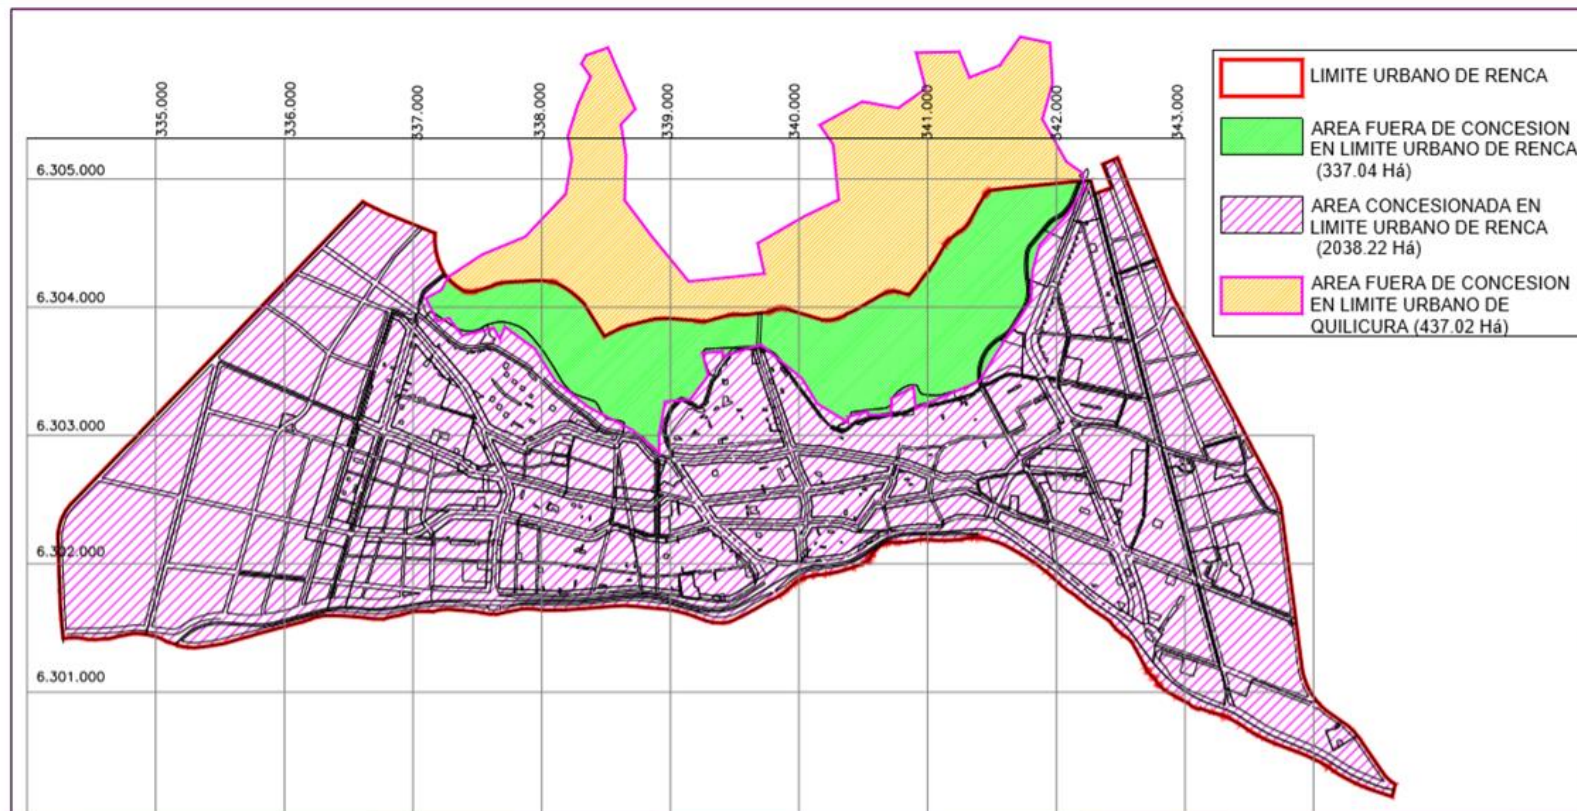 335.000
336.000
337.000
338.000
339.000
340.000
341.000
342.000
343.000
6.305.000
6.304.000
6.303.000
6.302.000
6.301.000
LIMITE URBANO DE RENCA
AREA FUERA DE CONCESION
EN LIMITE URBANO DE RENCA
(337.04 Há)
AREA CONCESIONADA EN
LIMITE URBANO DE RENCA
(2038.22 Há)
AREA FUERA DE CONCESION
EN LIMITE URBANO DE
QUILICURA (437.02 Há)